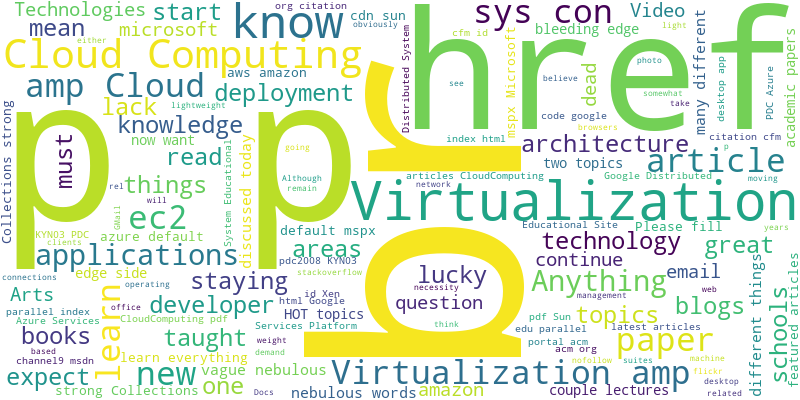 Technologies
start
mean
microsoft
Cloud Computing
amp Cloud
aws amazon
lack
deployment
lightweight
knowledge
now want
org citation
know
cdn sun
obviously
either
sys con
cfm id
Distributed System
Video
bleeding edge
light
href
mspx Microsoft
see
believe
code google
browsers
dead
photo
somewhat
take
many different
desktop app
PDC Azure
academic papers
Collections strong
p p
must
read
things
rel
will
ec2
GMail
System Educational
discussed today
going
Although
remain
br
index html
architecture
citation cfm
p
two topics
article
articles CloudComputing
Google Distributed
moving
network
Virtualization
KYN03 PDC
clients
azure default
applications
connections
edge side
operating
Arts
office
parallel index
Azure Services
books
based
channel9 msdn
expect
learn
developer
CloudComputing pdf
taught
learn everything
new
vague nebulous
strong Collections
one
default mspx
areas
pdc2008 KYN03
stackoverflow
staying
id Xen
html Google
HOT topics
Services Platform
weight
demand
Docs
nebulous words
a
lucky
necessity
question
think
Virtualization amp
amazon
Educational Site
Please fill
years
technology
great
continue
Anything
email
management
web
topics
blogs
pdf Sun
edu parallel
latest articles
portal acm
acm org
paper
nofollow
suites
machine
flickr
desktop
related
couple lectures
different things
schools
featured articles